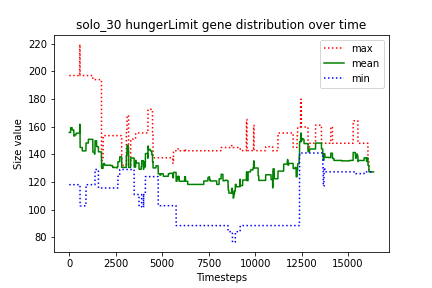 solo_30 hungerLimit gene distribution over time
220
200
180
160
140
120
100
80
Size value
max
mean
min
0 2500 5000 7500 10000 12500 15000
Timesteps